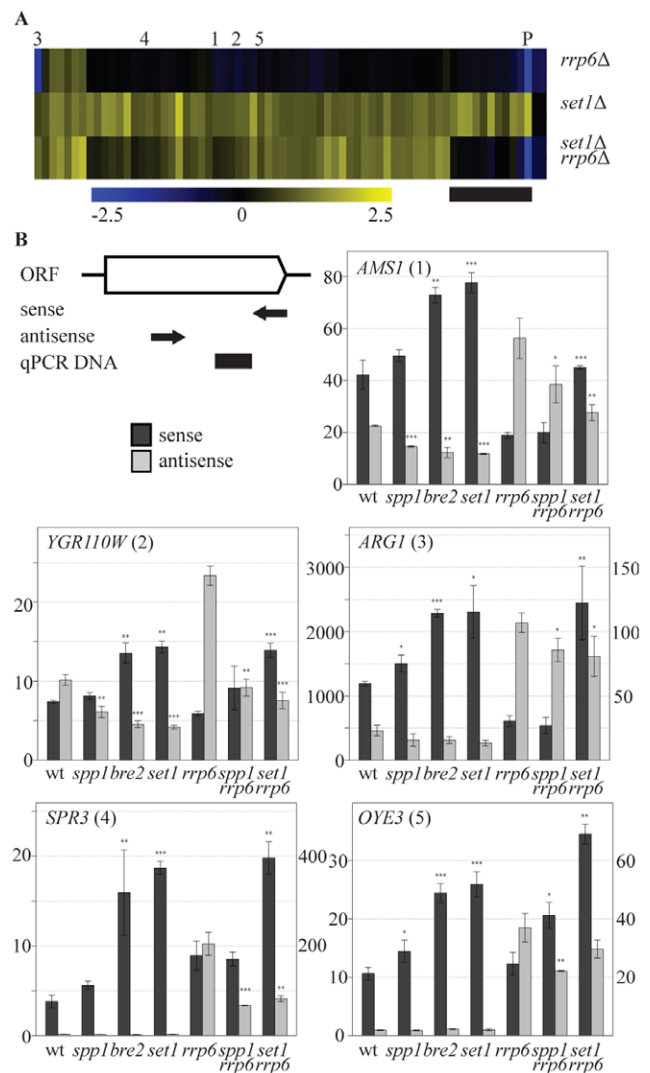 A
3 4 1 2 5 P
rrp6Δ
set1Δ
set1Δ
rrp6Δ
-2.5 0 2.5
B
ORF
sense
antisense
qPCR DNA
sense
antisense
AMS1 (1)
80
60
40
20
0
** *** *** ** *** * *** **
wt spp1 bre2 set1 rrp6 spp1 set1
rrp6 rrp6
YGR110W (2)
20
10
0
** ** *** ** *** ** *** ***
wt spp1 bre2 set1 rrp6 spp1 set1
rrp6 rrp6
ARG1 (3)
3000
2000
1000
0
150
100
50
* *** * * ** *
wt spp1 bre2 set1 rrp6 spp1 set1
rrp6 rrp6
SPR3 (4)
20
10
0
400
200
** *** *** ** **
wt spp1 bre2 set1 rrp6 spp1 set1
rrp6 rrp6
OYE3 (5)
30
20
10
0
60
40
20
* *** *** * ** **
wt spp1 bre2 set1 rrp6 spp1 set1
rrp6 rrp6